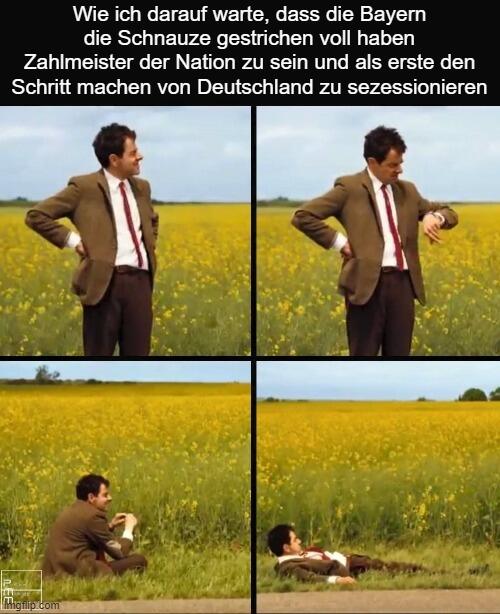 Wie ich darauf warte, dass die Bayern
die Schnauze gestrichen voll haben
Zahlmeister der Nation zu sein und als erste den
Schritt machen von Deutschland zu sezessionieren
imgflip.com